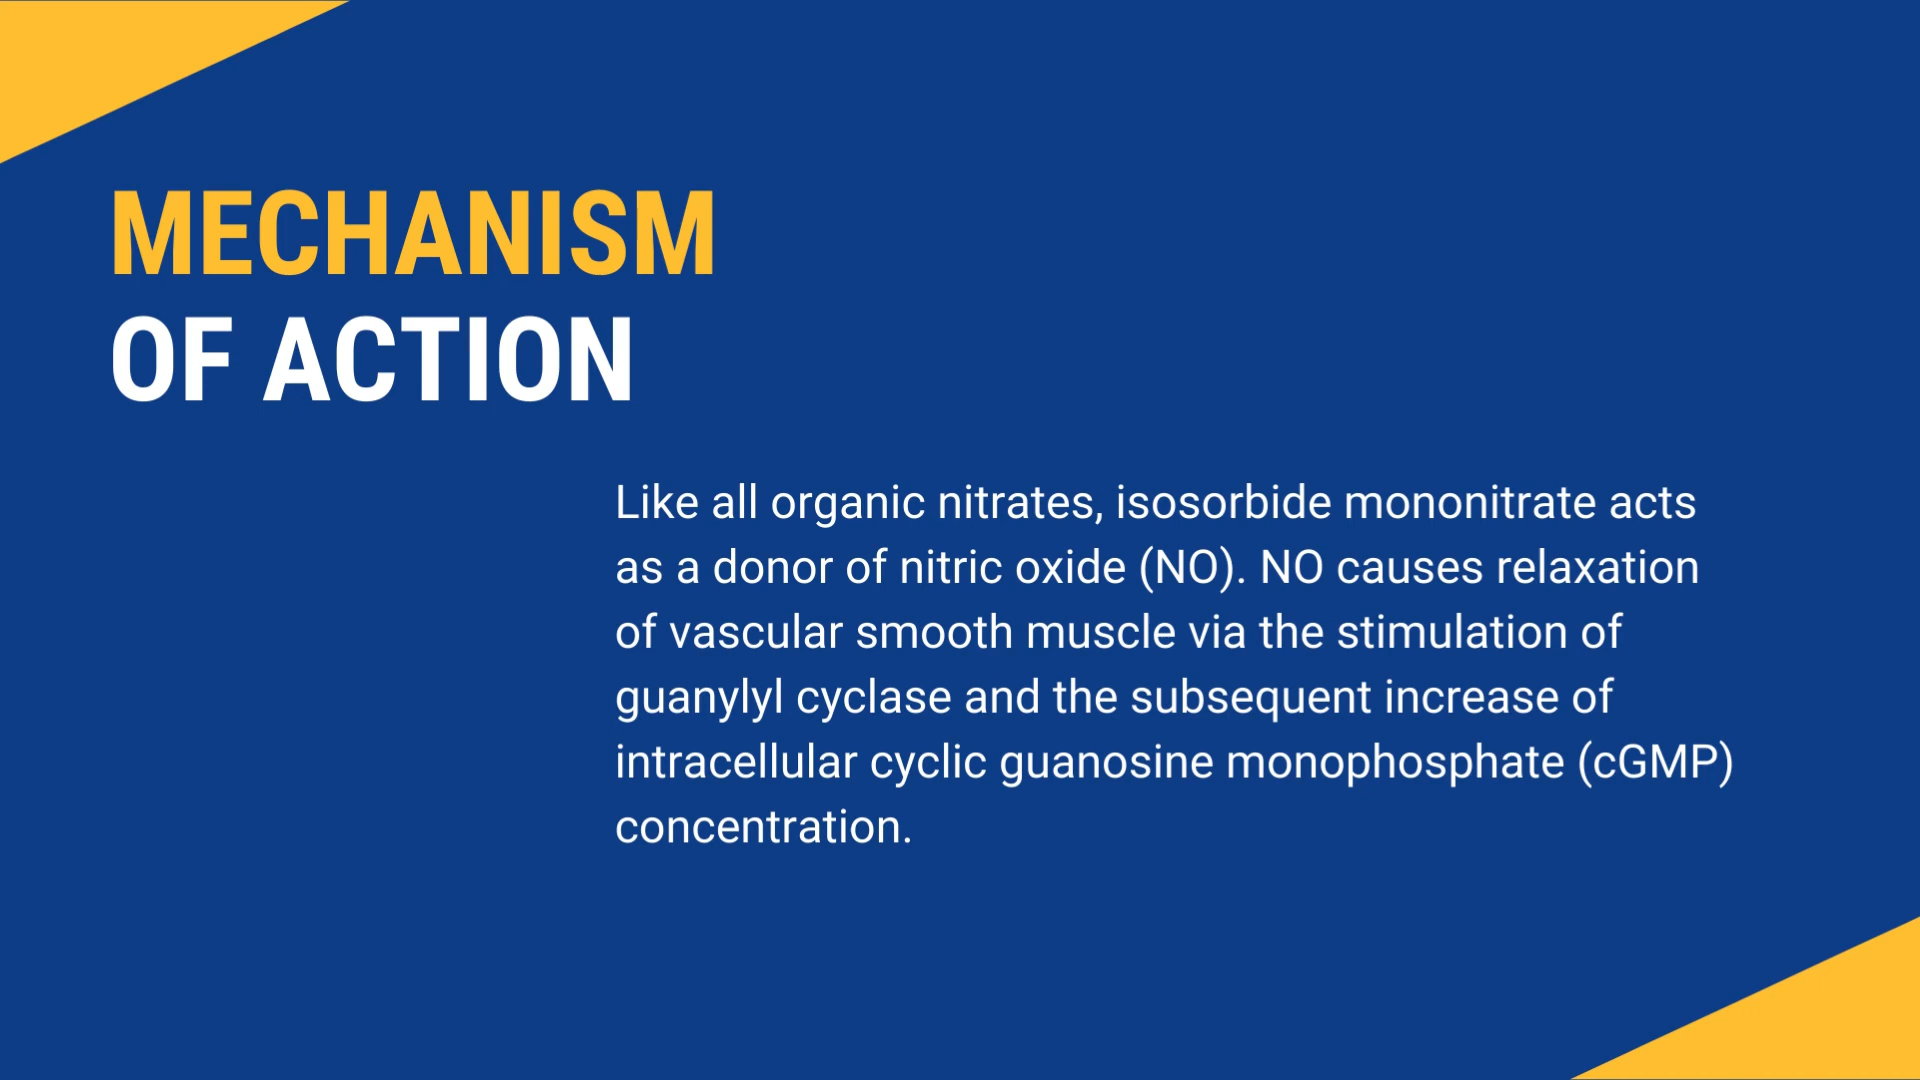 MECHANISM
OF ACTION
Like all organic nitrates, isosorbide mononitrate acts
as a donor of nitric oxide (NO). NO causes relaxation
of vascular smooth muscle via the stimulation of
guanylyl cyclase and the subsequent increase of
intracellular cyclic guanosine monophosphate (cGMP)
concentration.